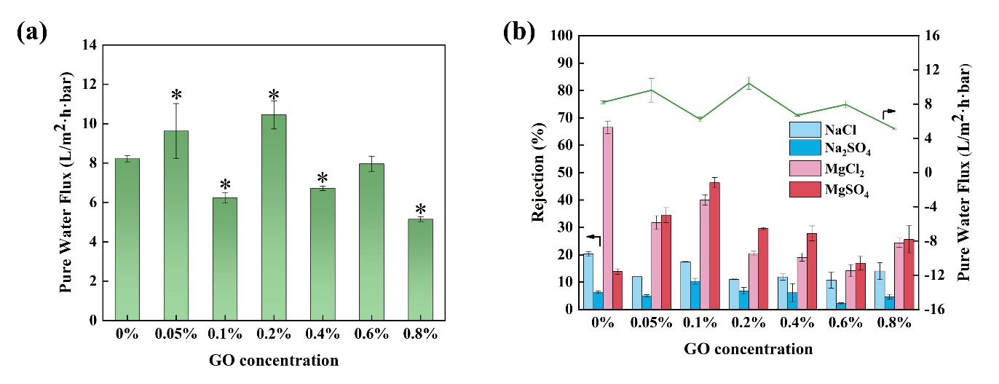 (a)
14
12
10
8
6
4
2
0
Pure Water Flux (L/m²·h·bar)
* * * * *
0% 0.05% 0.1% 0.2% 0.4% 0.6% 0.8%
GO concentration
(b)
100
90
80
70
60
50
40
30
20
10
0
Rejection (%)
NaCl
Na₂SO₄
MgCl₂
MgSO₄
16
12
8
4
0
-4
-8
-12
-16
Pure Water Flux (L/m²·h·bar)
0% 0.05% 0.1% 0.2% 0.4% 0.6% 0.8%
GO concentration